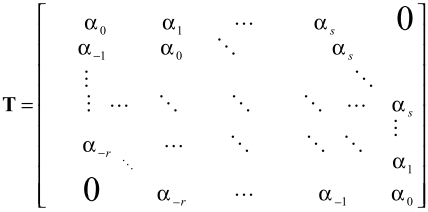 α₀ α₁ ⋯ αₛ 0
α₋₁ α₀ ⋱ αₛ
⋮ ⋱
T = ⋮ ⋯ ⋱ ⋱ ⋱ ⋯ αₛ
⋮
α₋ᵣ ⋯ ⋱ ⋱ ⋱
⋱ α₁
0 α₋ᵣ ⋯ α₋₁ α₀